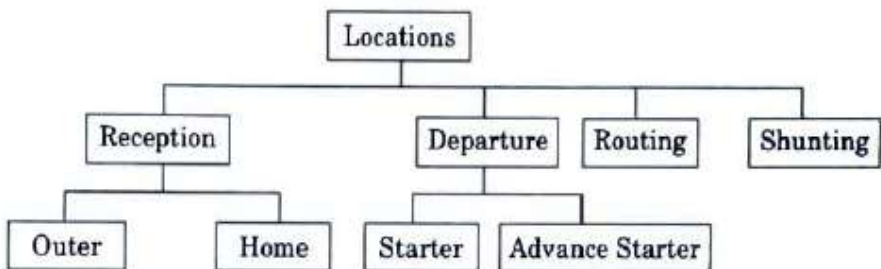 Locations
Reception
Departure
Routing
Shunting
Outer
Home
Starter
Advance Starter